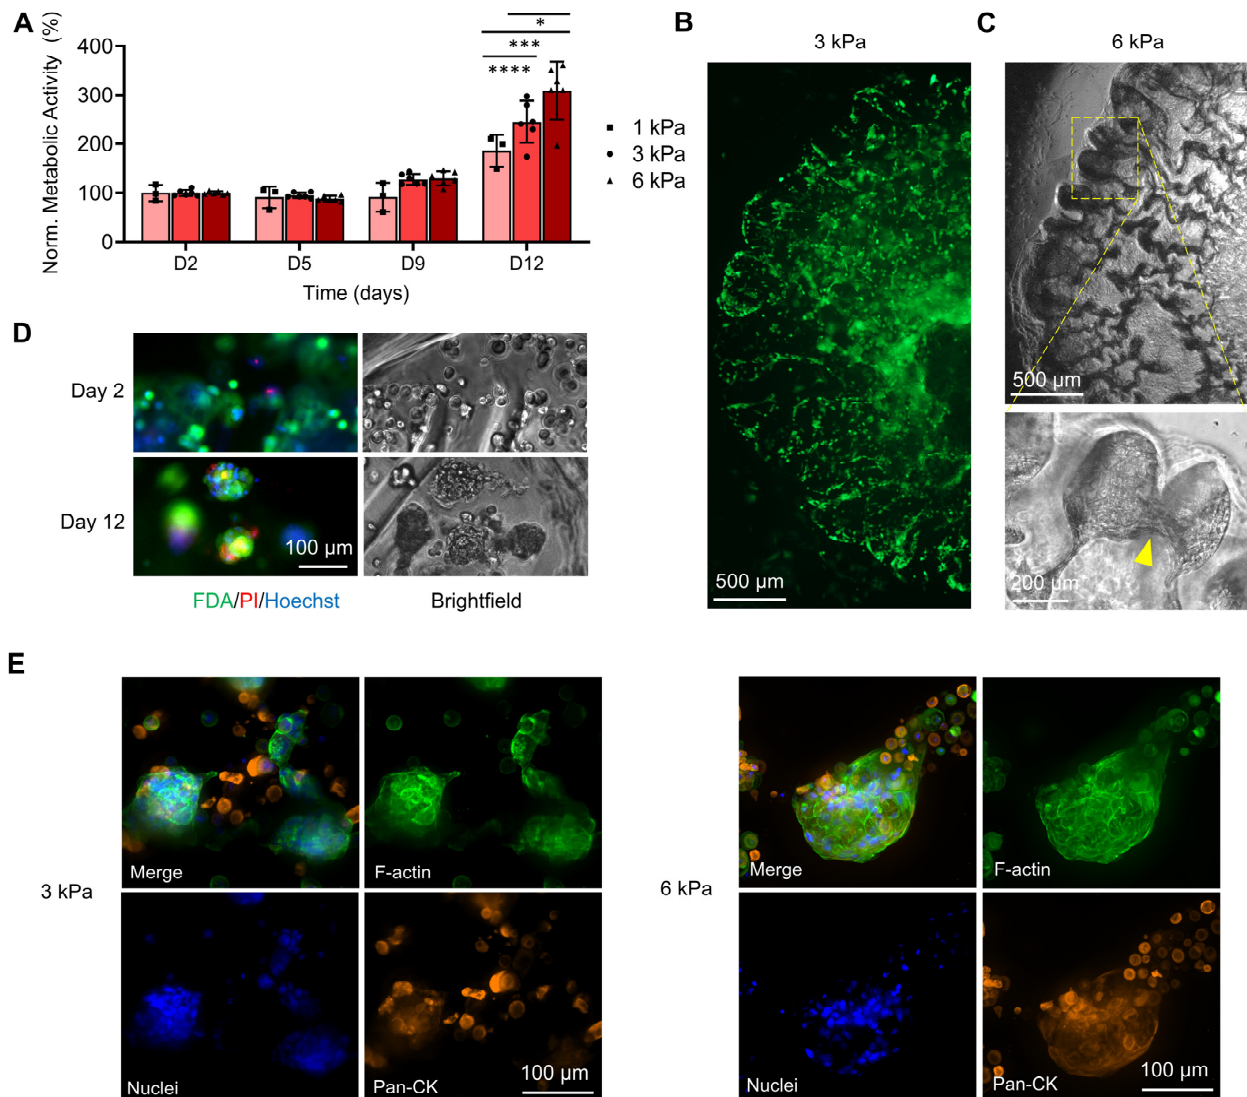 A
Norm. Metabolic Activity (%)
400
300
200
100
0
*
***
****
D2
D5
D9
D12
Time (days)
1 kPa
3 kPa
6 kPa
B
3 kPa
500 µm
C
6 kPa
500 µm
200 µm
D
Day 2
Day 12
100 µm
FDA/PI/Hoechst
Brightfield
E
3 kPa
Merge
F-actin
Nuclei
Pan-CK
100 µm
6 kPa
Merge
F-actin
Nuclei
Pan-CK
100 µm